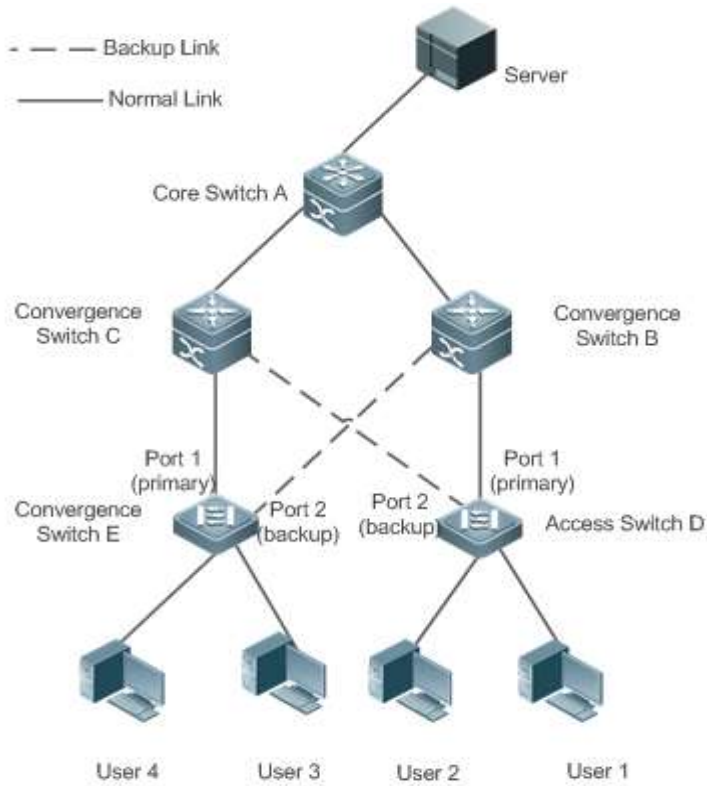 Backup Link
Normal Link
Server
Core Switch A
Convergence
Switch C
Convergence
Switch B
Port 1
(primary)
Port 1
(primary)
Convergence
Switch E
Port 2
(backup)
Port 2
(backup)
Access Switch D
User 4
User 3
User 2
User 1